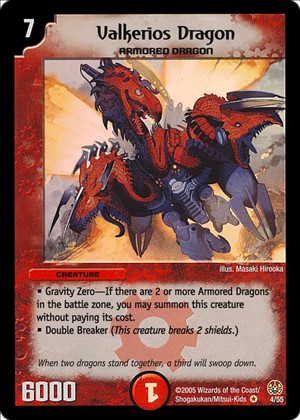 7
Valkerios Dragon
ARMORED DRAGON
illus. Masaki Hirooka
CREATURE
▪ Gravity Zero—If there are 2 or more Armored Dragons
in the battle zone, you may summon this creature
without paying its cost.
▪ Double Breaker (This creature breaks 2 shields.)
When two dragons stand together, a third will swoop down.
6000
1
©2005 Wizards of the Coast/
Shogakukan/Mitsui-Kids ✪ 4/55